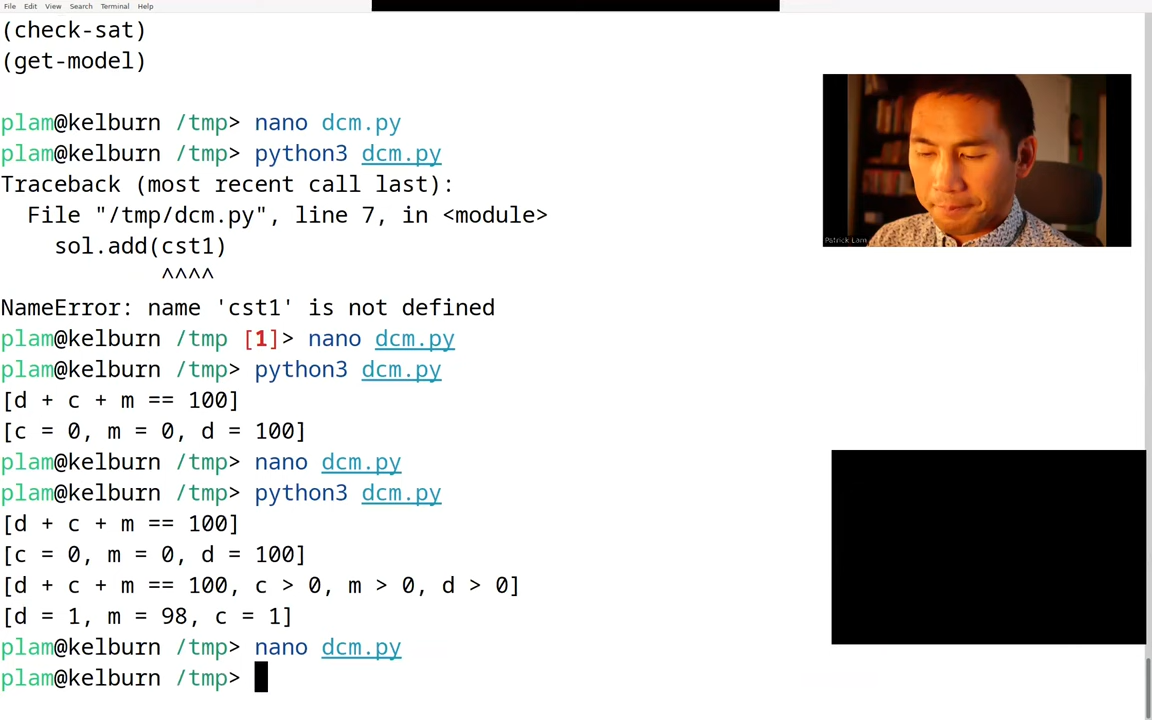 File Edit View Search Terminal Help
(check-sat)
(get-model)
plam@kelburn /tmp> nano dcm.py
plam@kelburn /tmp> python3 dcm.py
Traceback (most recent call last):
  File "/tmp/dcm.py", line 7, in <module>
    sol.add(cst1)
            ^^^^
NameError: name 'cst1' is not defined
plam@kelburn /tmp [1]> nano dcm.py
plam@kelburn /tmp> python3 dcm.py
[d + c + m == 100]
[c = 0, m = 0, d = 100]
plam@kelburn /tmp> nano dcm.py
plam@kelburn /tmp> python3 dcm.py
[d + c + m == 100]
[c = 0, m = 0, d = 100]
[d + c + m == 100, c > 0, m > 0, d > 0]
[d = 1, m = 98, c = 1]
plam@kelburn /tmp> nano dcm.py
plam@kelburn /tmp>
Patrick Lam